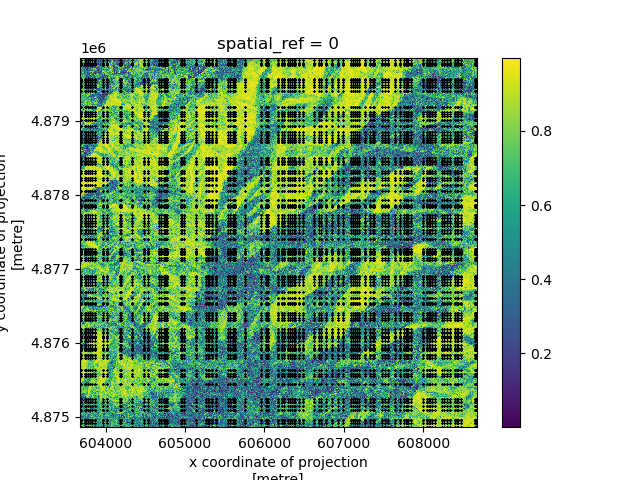 spatial_ref = 0
1e6
4.879
4.878
4.877
4.876
4.875
y coordinate of projection
[metre]
604000 605000 606000 607000 608000
x coordinate of projection
[metre]
0.8
0.6
0.4
0.2